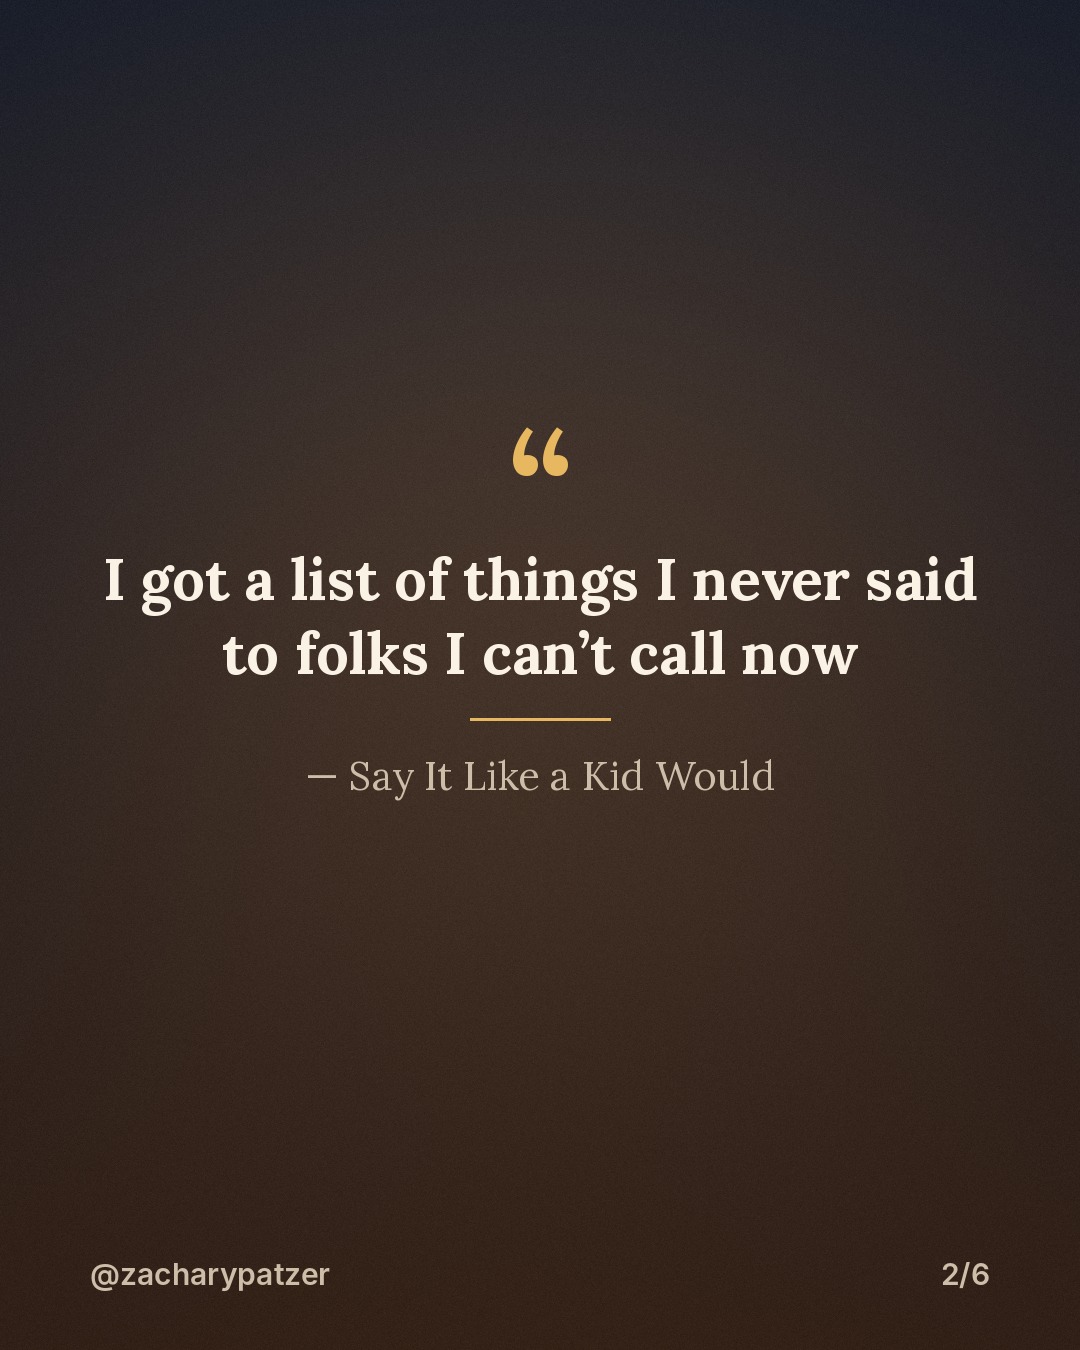 “
I got a list of things I never said
to folks I can’t call now
— Say It Like a Kid Would
@zacharypatzer
2/6